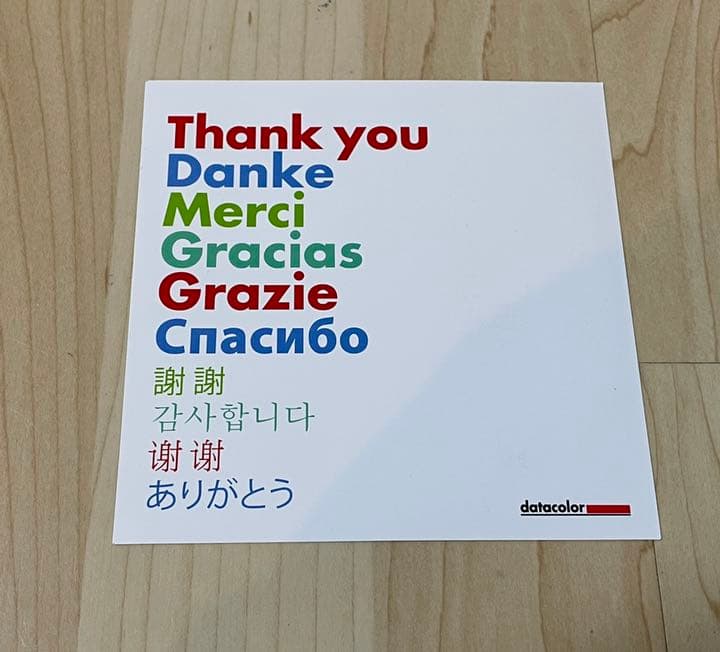 Thank you
Danke
Merci
Gracias
Grazie
Спасибо
謝 謝
감사합니다
谢 谢
ありがとう
datacolor